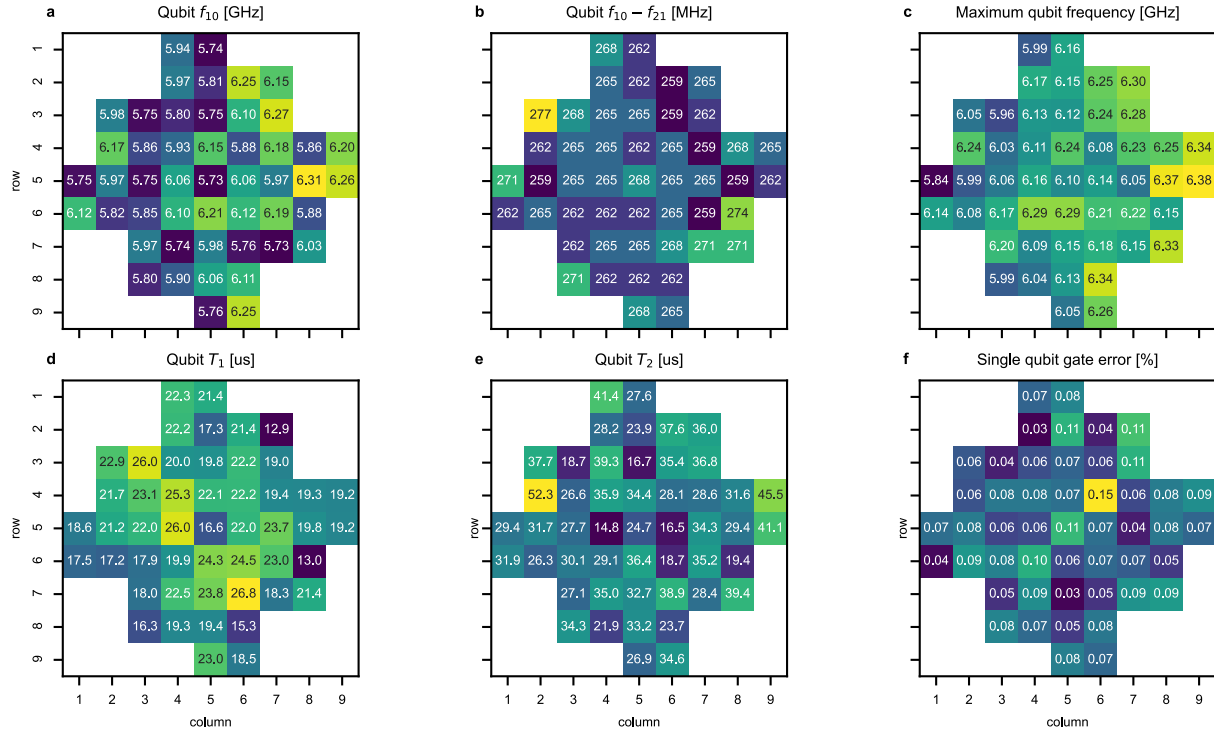 a Qubit f₁₀ [GHz]
1 5.94 5.74
2 5.97 5.81 6.25 6.15
3 5.98 5.75 5.80 5.75 6.10 6.27
4 6.17 5.86 5.93 6.15 5.88 6.18 5.86 6.20
row 5 5.75 5.97 5.75 6.06 5.73 6.06 5.97 6.31 6.26
6 6.12 5.82 5.85 6.10 6.21 6.12 6.19 5.88
7 5.97 5.74 5.98 5.76 5.73 6.03
8 5.80 5.90 6.06 6.11
9 5.76 6.25
b Qubit f₁₀ − f₂₁ [MHz]
268 262
265 262 259 265
277 268 265 265 259 262
262 265 265 262 265 259 268 265
271 259 265 265 268 265 265 259 262
262 265 262 262 262 265 259 274
262 265 265 268 271 271
271 262 262 262
268 265
c Maximum qubit frequency [GHz]
5.99 6.16
6.17 6.15 6.25 6.30
6.05 5.96 6.13 6.12 6.24 6.28
6.24 6.03 6.11 6.24 6.08 6.23 6.25 6.34
5.84 5.99 6.06 6.16 6.10 6.14 6.05 6.37 6.38
6.14 6.08 6.17 6.29 6.29 6.21 6.22 6.15
6.20 6.09 6.15 6.18 6.15 6.33
5.99 6.04 6.13 6.34
6.05 6.26
d Qubit T₁ [us]
1 22.3 21.4
2 22.2 17.3 21.4 12.9
3 22.9 26.0 20.0 19.8 22.2 19.0
4 21.7 23.1 25.3 22.1 22.2 19.4 19.3 19.2
row 5 18.6 21.2 22.0 26.0 16.6 22.0 23.7 19.8 19.2
6 17.5 17.2 17.9 19.9 24.3 24.5 23.0 13.0
7 18.0 22.5 23.8 26.8 18.3 21.4
8 16.3 19.3 19.4 15.3
9 23.0 18.5
1 2 3 4 5 6 7 8 9
column
e Qubit T₂ [us]
41.4 27.6
28.2 23.9 37.6 36.0
37.7 18.7 39.3 16.7 35.4 36.8
52.3 26.6 35.9 34.4 28.1 28.6 31.6 45.5
row 29.4 31.7 27.7 14.8 24.7 16.5 34.3 29.4 41.1
31.9 26.3 30.1 29.1 36.4 18.7 35.2 19.4
27.1 35.0 32.7 38.9 28.4 39.4
34.3 21.9 33.2 23.7
26.9 34.6
1 2 3 4 5 6 7 8 9
column
f Single qubit gate error [%]
0.07 0.08
0.03 0.11 0.04 0.11
0.06 0.04 0.06 0.07 0.06 0.11
0.06 0.08 0.08 0.07 0.15 0.06 0.08 0.09
row 0.07 0.08 0.06 0.06 0.11 0.07 0.04 0.08 0.07
0.04 0.09 0.08 0.10 0.06 0.07 0.07 0.05
0.05 0.09 0.03 0.05 0.09 0.09
0.08 0.07 0.05 0.08
0.08 0.07
1 2 3 4 5 6 7 8 9
column